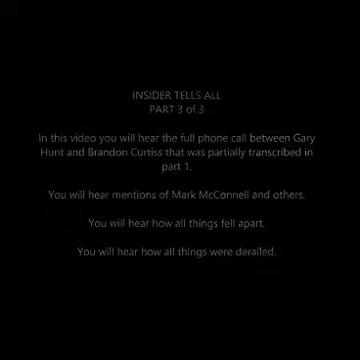 INSIDER TELLS ALL
PART 3 of 3
In this video you will hear the full phone call between Gary
Hunt and Brandon Curtiss that was partially transcribed in
part 1.
You will hear mentions of Mark McConnell and others.
You will hear how all things fell apart.
You will hear how all things were derailed.